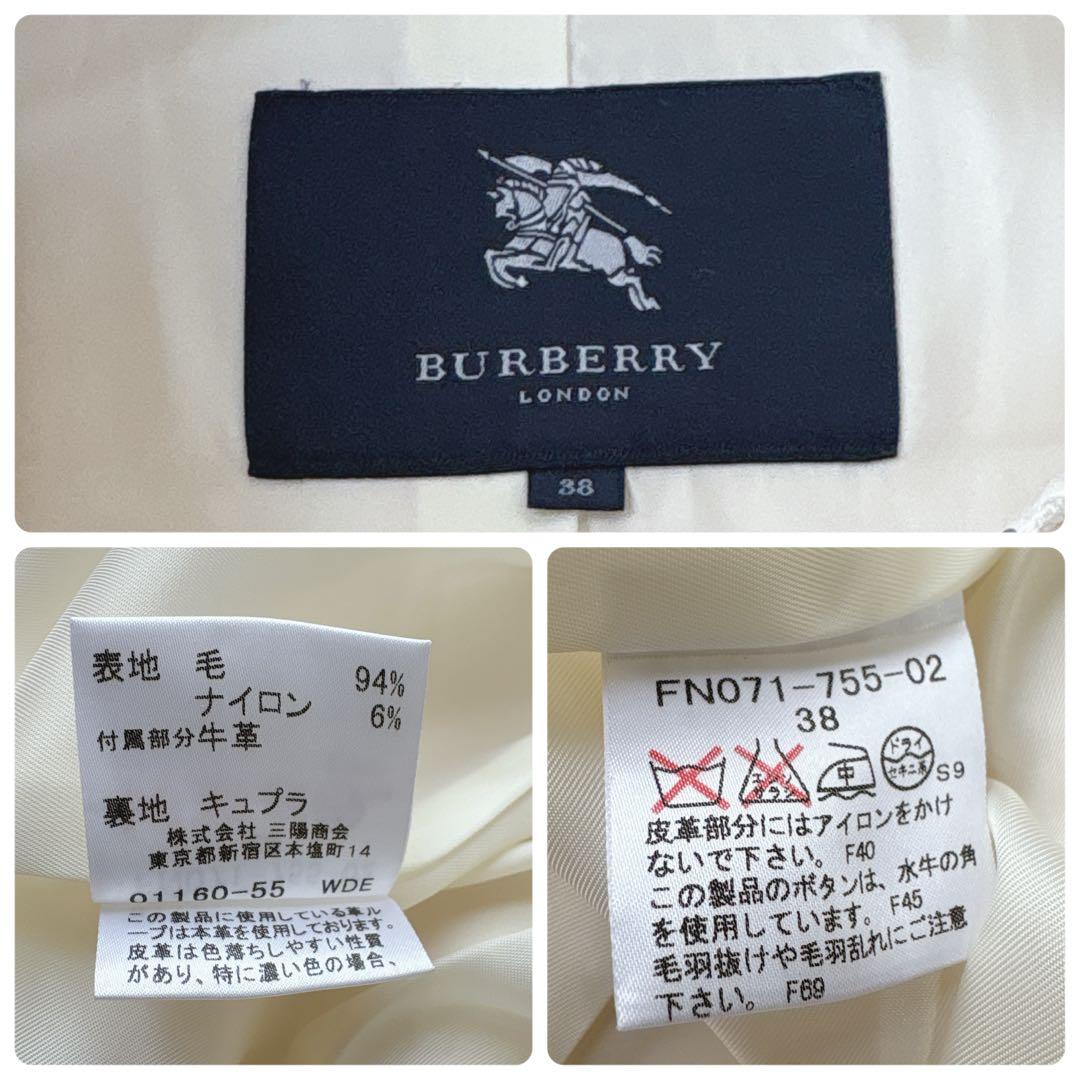 BURBERRY
LONDON
38
表地 毛 94%
ナイロン 6%
付属部分 牛革
裏地 キュプラ
株式会社 三陽商会
東京都新宿区本塩町14
01160-55 WDE
この製品に使用している革ル
ープは本革を使用しております。
皮革は色落ちしやすい性質
があり、特に濃い色の場合、
FN071-755-02
38
エンソ
サラシ
中
ドライ
セキユ系
S9
皮革部分にはアイロンをかけ
ないで下さい。 F40
この製品のボタンは、水牛の角
を使用しています。 F45
毛羽抜けや毛羽乱れにご注意
下さい。 F69